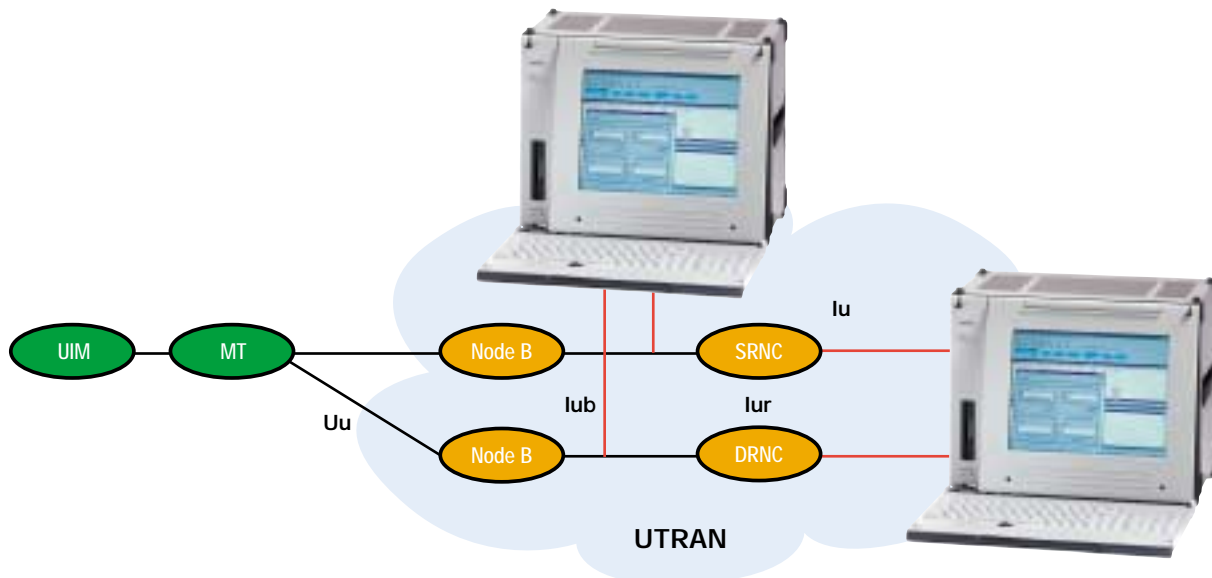 Iu
UIM
MT
Node B
SRNC
Uu
Iub
Iur
Node B
DRNC
UTRAN